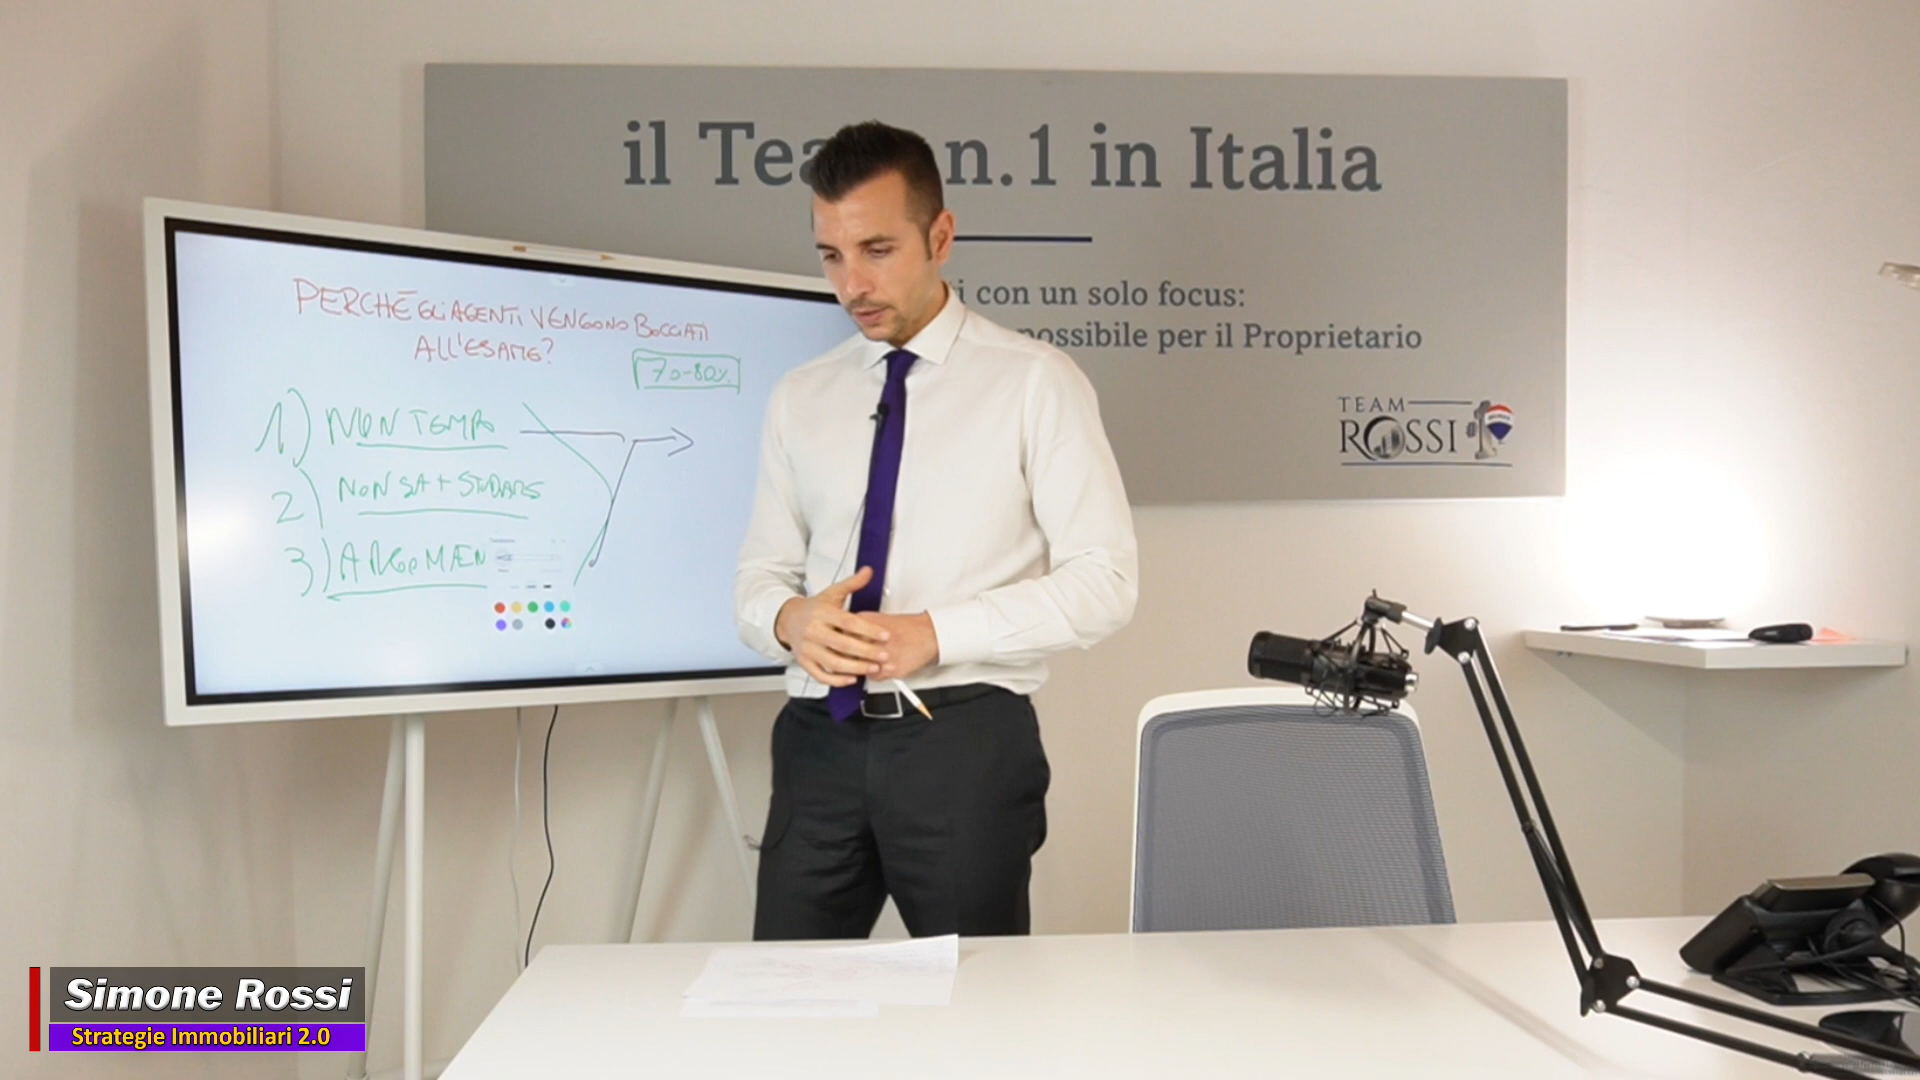 il Tea n.1 in Italia
i con un solo focus:
possibile per il Proprietario
TEAM
ROSSI #1
PERCHÉ GLI AGENTI VENGONO BOCCIATI
ALL'ESAME?
70-80%
1) NON TEMPO
2) NON SA + STUDIARE
3) ARGOMEN
Simone Rossi
Strategie Immobiliari 2.0